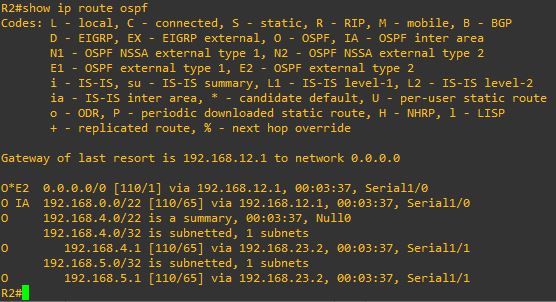 R2#show ip route ospf
Codes: L - local, C - connected, S - static, R - RIP, M - mobile, B - BGP
       D - EIGRP, EX - EIGRP external, O - OSPF, IA - OSPF inter area
       N1 - OSPF NSSA external type 1, N2 - OSPF NSSA external type 2
       E1 - OSPF external type 1, E2 - OSPF external type 2
       i - IS-IS, su - IS-IS summary, L1 - IS-IS level-1, L2 - IS-IS level-2
       ia - IS-IS inter area, * - candidate default, U - per-user static route
       o - ODR, P - periodic downloaded static route, H - NHRP, l - LISP
       + - replicated route, % - next hop override
Gateway of last resort is 192.168.12.1 to network 0.0.0.0
O*E2  0.0.0.0/0 [110/1] via 192.168.12.1, 00:03:37, Serial1/0
O IA  192.168.0.0/22 [110/65] via 192.168.12.1, 00:03:37, Serial1/0
O     192.168.4.0/22 is a summary, 00:03:37, Null0
      192.168.4.0/32 is subnetted, 1 subnets
O        192.168.4.1 [110/65] via 192.168.23.2, 00:03:37, Serial1/1
      192.168.5.0/32 is subnetted, 1 subnets
O        192.168.5.1 [110/65] via 192.168.23.2, 00:03:37, Serial1/1
R2#